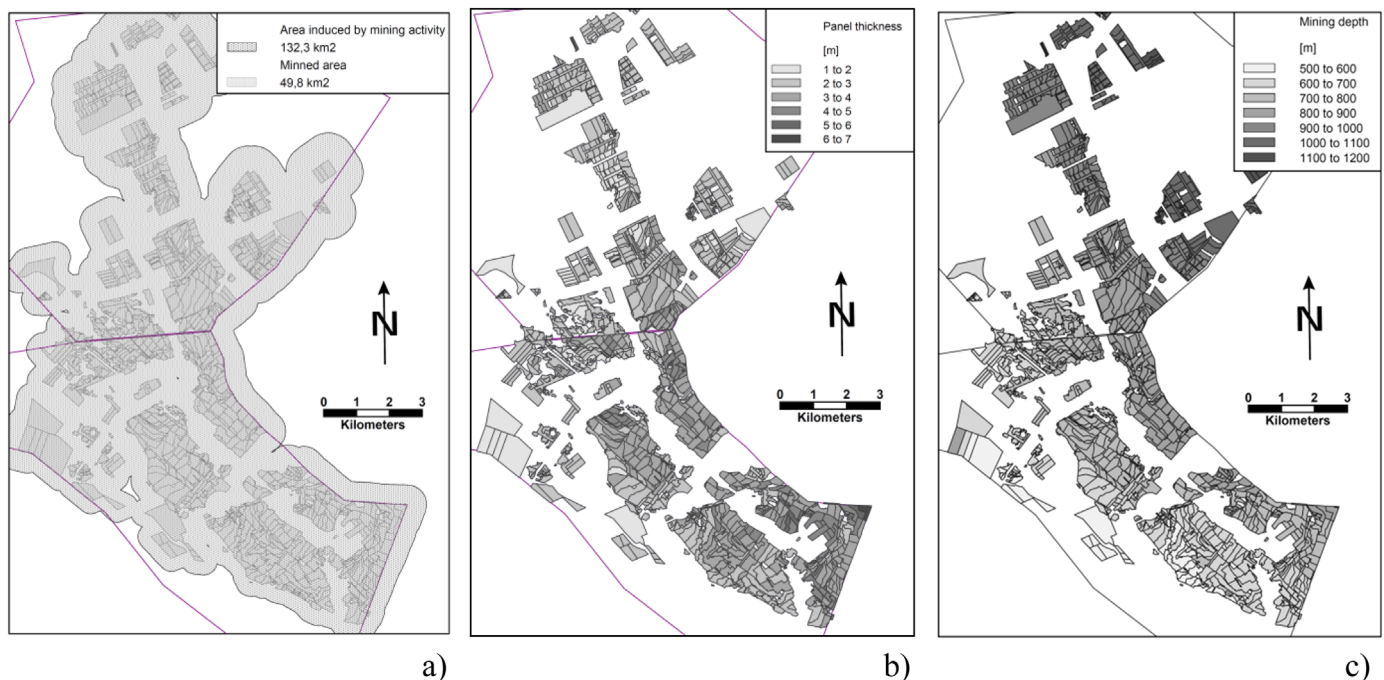 Area induced by mining activity
132,3 km2
Minned area
49,8 km2
N
0 1 2 3
Kilometers
a)
Panel thickness
[m]
1 to 2
2 to 3
3 to 4
4 to 5
5 to 6
6 to 7
N
0 1 2 3
Kilometers
b)
Mining depth
[m]
500 to 600
600 to 700
700 to 800
800 to 900
900 to 1000
1000 to 1100
1100 to 1200
N
0 1 2 3
Kilometers
c)